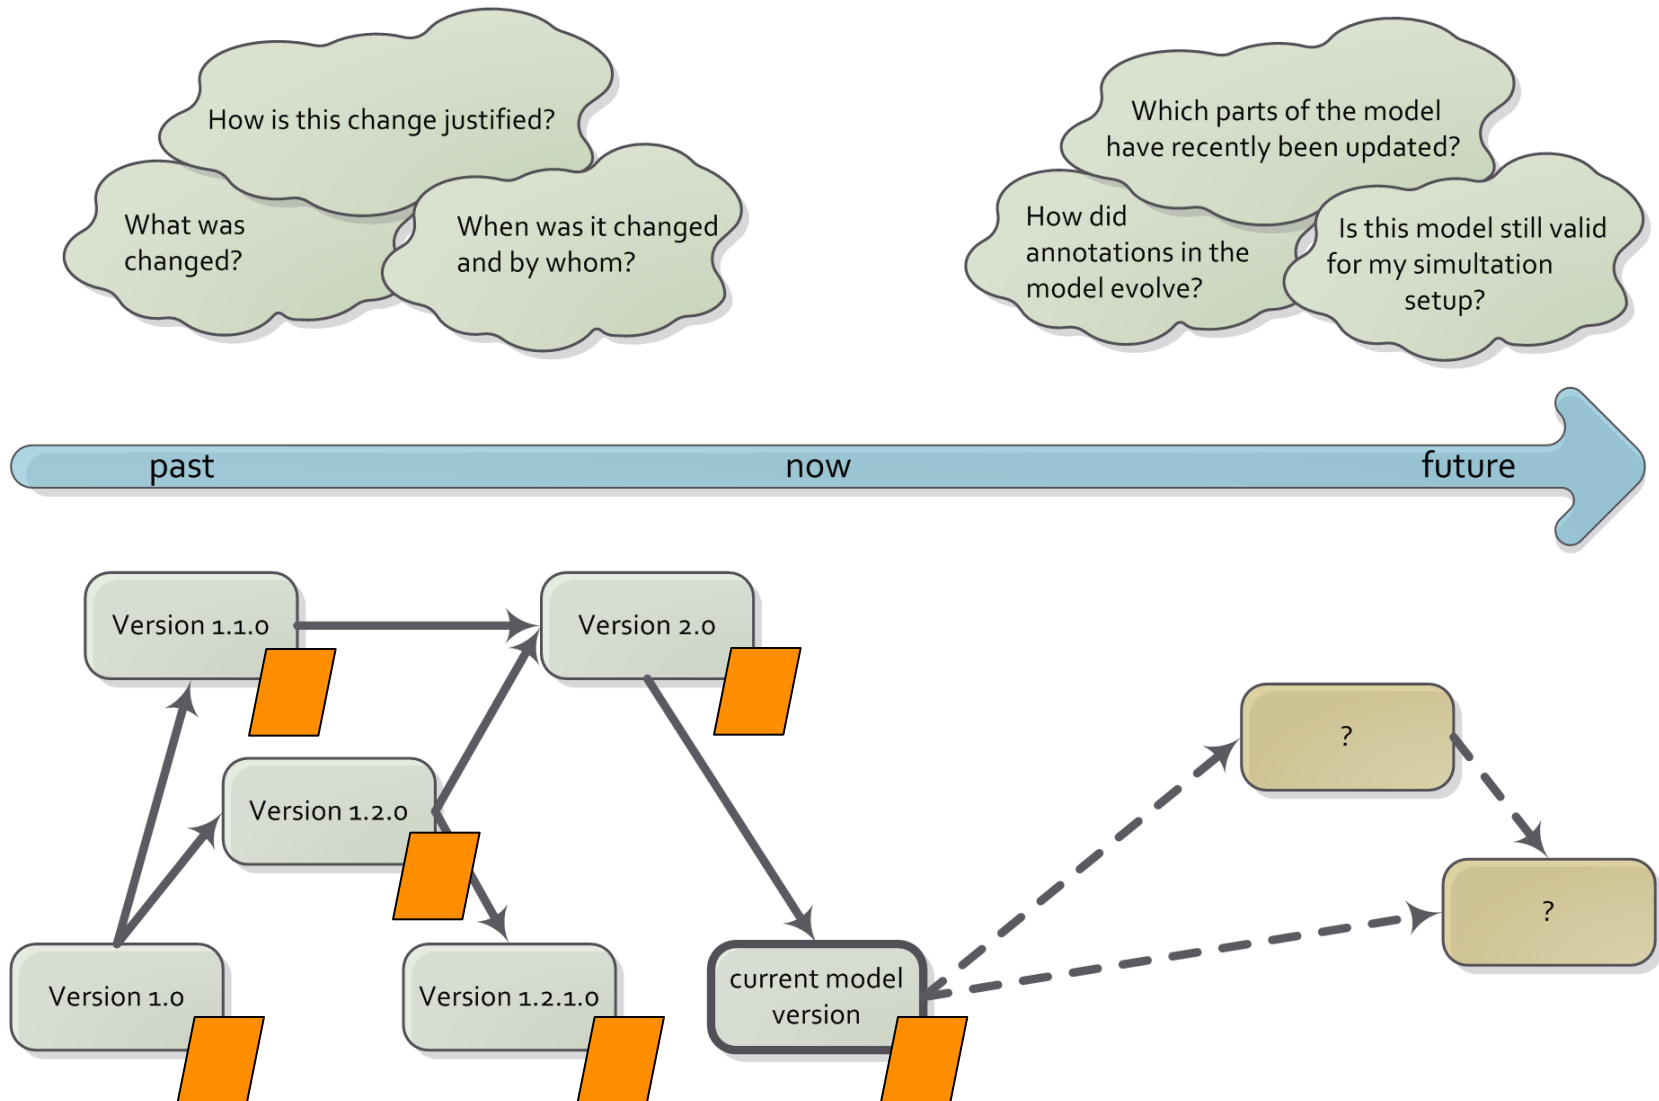 How is this change justified?
What was
changed?
When was it changed
and by whom?
Which parts of the model
have recently been updated?
How did
annotations in the
model evolve?
Is this model still valid
for my simultation
setup?
past
now
future
Version 1.1.0
Version 2.0
?
Version 1.2.0
?
Version 1.0
Version 1.2.1.0
current model
version